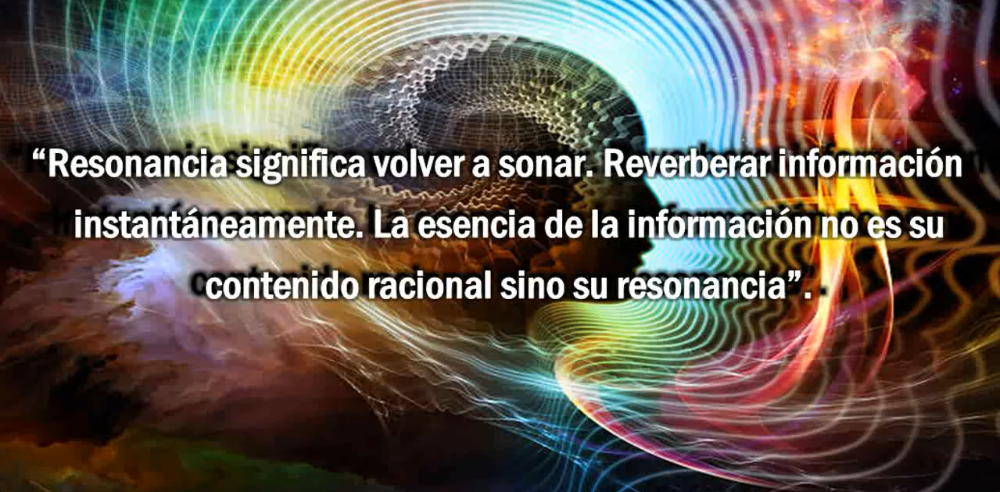 “Resonancia significa volver a sonar. Reverberar información
instantáneamente. La esencia de la información no es su
contenido racional sino su resonancia”.